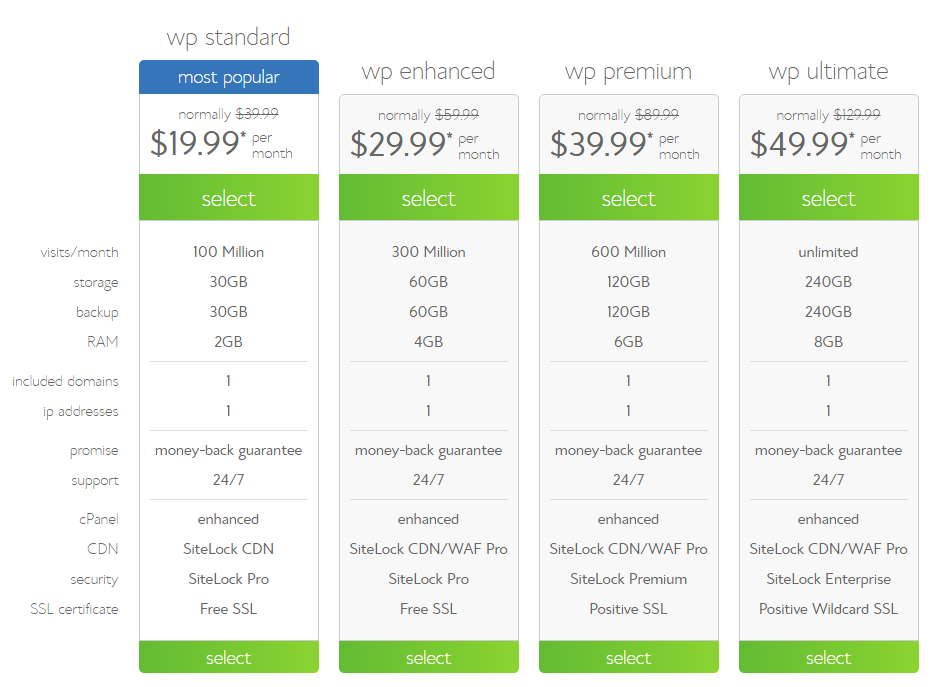 wp standard
most popular
wp enhanced
wp premium
wp ultimate
normally $39.99
$19.99* per month
normally $59.99
$29.99* per month
normally $89.99
$39.99* per month
normally $129.99
$49.99* per month
select select select select
visits/month 100 Million 300 Million 600 Million unlimited
storage 30GB 60GB 120GB 240GB
backup 30GB 60GB 120GB 240GB
RAM 2GB 4GB 6GB 8GB
included domains 1 1 1 1
ip addresses 1 1 1 1
promise money-back guarantee money-back guarantee money-back guarantee money-back guarantee
support 24/7 24/7 24/7 24/7
cPanel enhanced enhanced enhanced enhanced
CDN SiteLock CDN SiteLock CDN/WAF Pro SiteLock CDN/WAF Pro SiteLock CDN/WAF Pro
security SiteLock Pro SiteLock Pro SiteLock Premium SiteLock Enterprise
SSL certificate Free SSL Free SSL Positive SSL Positive Wildcard SSL
select select select select